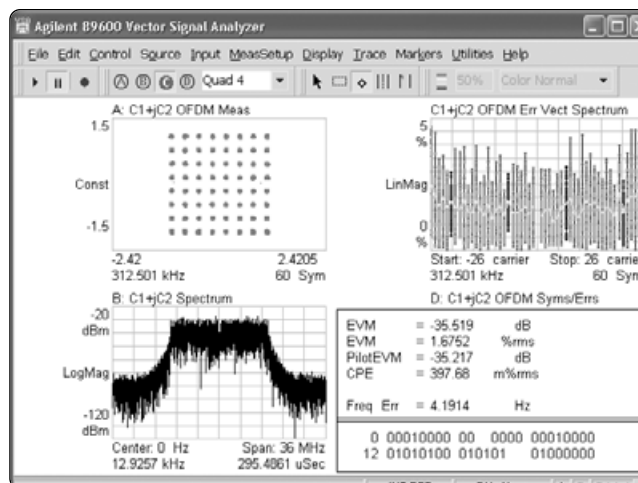 Agilent 89600 Vector Signal Analyzer
File Edit Control Source Input MeasSetup Display Trace Markers Utilities Help
A B C D Quad 4 50% Color Normal
A: C1+jC2 OFDM Meas
1.5
Const
-1.5
-2.42 2.4205
312.501 kHz 60 Sym
C1+jC2 OFDM Err Vect Spectrum
5
%
LinMag
0
%
Start: -26 carrier Stop: 26 carrie
312.501 kHz 60 Sym
B: C1+jC2 Spectrum
-20
dBm
LogMag
-120
dBm
Center: 0 Hz Span: 36 MHz
12.9257 kHz 295.4861 uSec
D: C1+jC2 OFDM Syms/Errs
EVM = -35.519 dB
EVM = 1.6752 %rms
PilotEVM = -35.217 dB
CPE = 397.68 m%rms
Freq Err = 4.1914 Hz
0 00010000 00 0000 00010000
12 01010100 010101 01000000